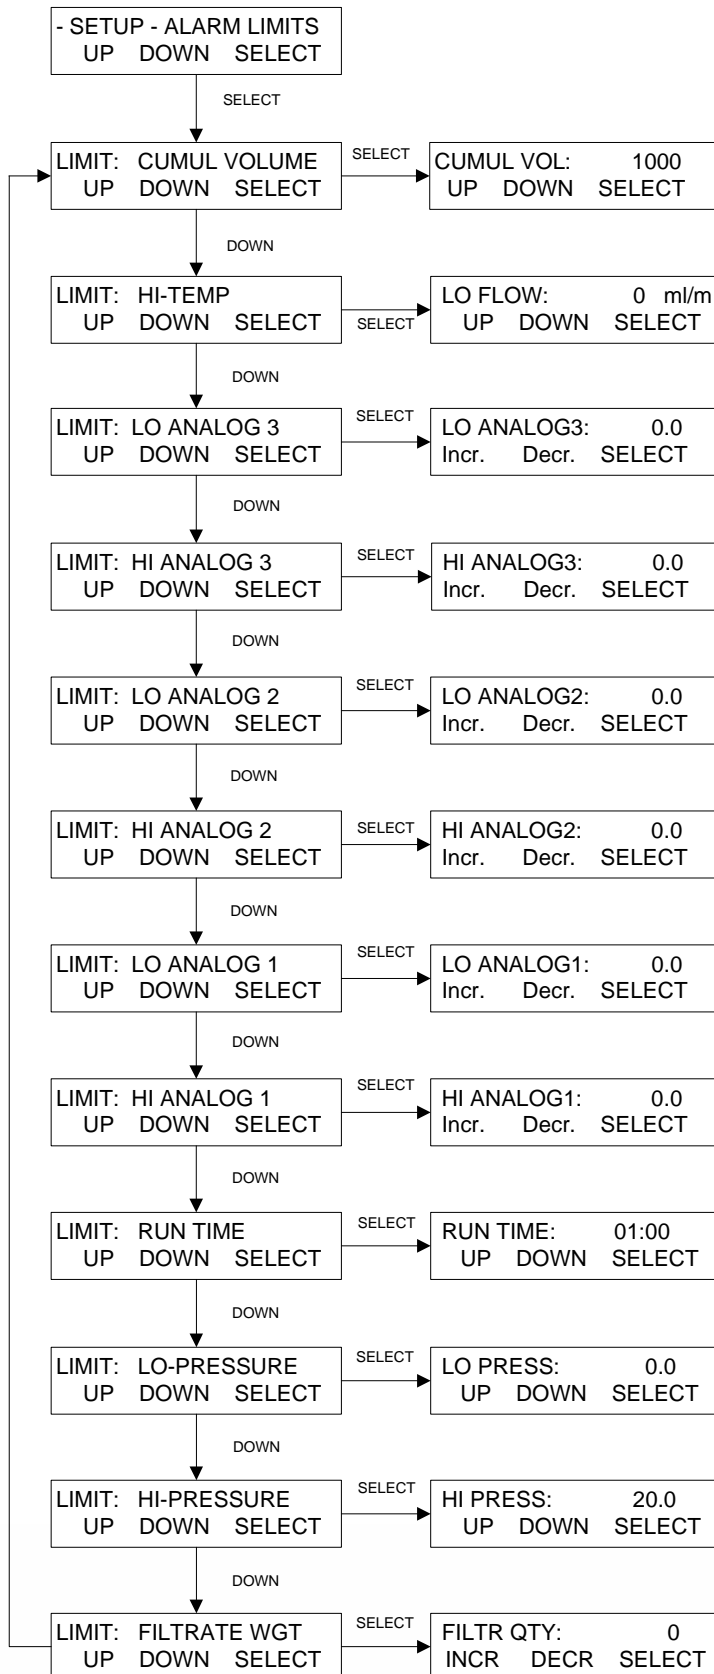 - SETUP - ALARM LIMITS
UP DOWN SELECT
SELECT
LIMIT: CUMUL VOLUME
UP DOWN SELECT
SELECT
CUMUL VOL: 1000
UP DOWN SELECT
DOWN
LIMIT: HI-TEMP
UP DOWN SELECT
SELECT
LO FLOW: 0 ml/m
UP DOWN SELECT
DOWN
LIMIT: LO ANALOG 3
UP DOWN SELECT
SELECT
LO ANALOG3: 0.0
Incr. Decr. SELECT
DOWN
LIMIT: HI ANALOG 3
UP DOWN SELECT
SELECT
HI ANALOG3: 0.0
Incr. Decr. SELECT
DOWN
LIMIT: LO ANALOG 2
UP DOWN SELECT
SELECT
LO ANALOG2: 0.0
Incr. Decr. SELECT
DOWN
LIMIT: HI ANALOG 2
UP DOWN SELECT
SELECT
HI ANALOG2: 0.0
Incr. Decr. SELECT
DOWN
LIMIT: LO ANALOG 1
UP DOWN SELECT
SELECT
LO ANALOG1: 0.0
Incr. Decr. SELECT
DOWN
LIMIT: HI ANALOG 1
UP DOWN SELECT
SELECT
HI ANALOG1: 0.0
Incr. Decr. SELECT
DOWN
LIMIT: RUN TIME
UP DOWN SELECT
SELECT
RUN TIME: 01:00
UP DOWN SELECT
DOWN
LIMIT: LO-PRESSURE
UP DOWN SELECT
SELECT
LO PRESS: 0.0
UP DOWN SELECT
DOWN
LIMIT: HI-PRESSURE
UP DOWN SELECT
SELECT
HI PRESS: 20.0
UP DOWN SELECT
DOWN
LIMIT: FILTRATE WGT
UP DOWN SELECT
SELECT
FILTR QTY: 0
INCR DECR SELECT